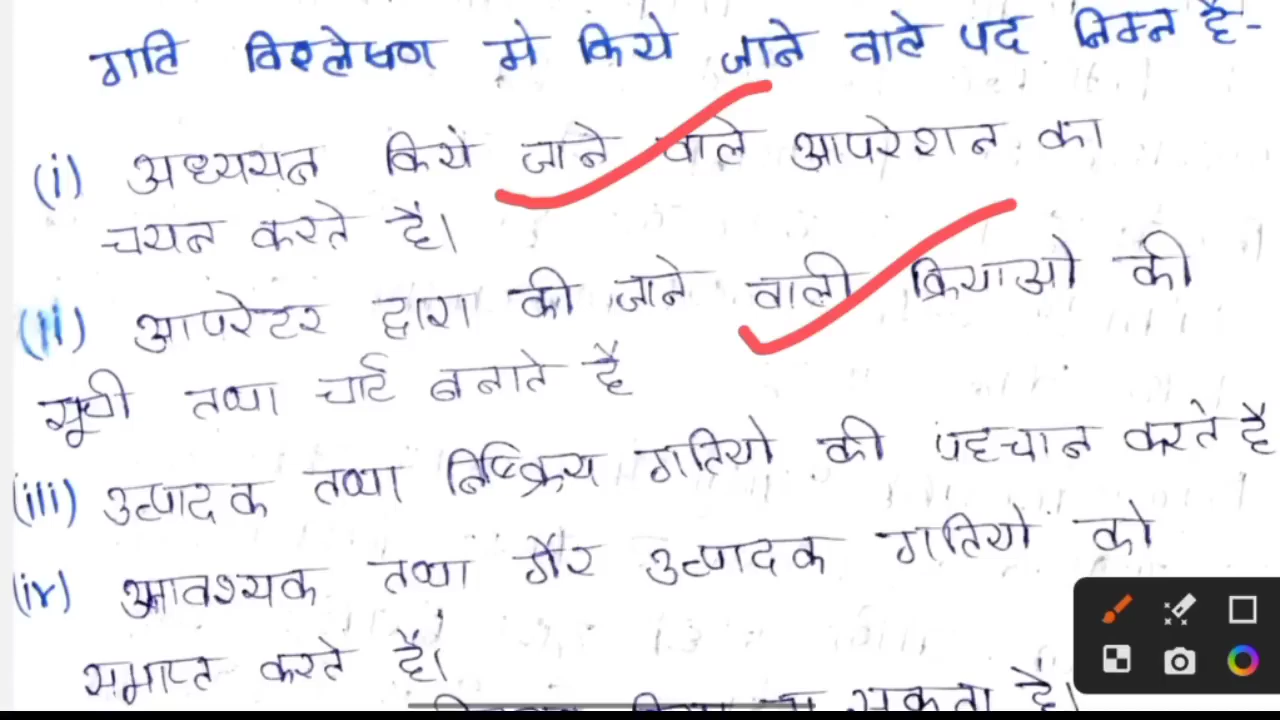 गति विश्लेषण मे किये जाने वाले पद निम्न है-
(i) अध्ययन किये जाने वाले आपरेशन का
चयन करते है।
(ii) आपरेटर द्वारा की जाने वाली क्रियाओ की
सूची तथा चार्ट बनाते है
(iii) उत्पादक तथा निष्क्रिय गतियो की पहचान करते है
(iv) आवश्यक तथा गैर उत्पादक गतियो को
समाप्त करते है।
किया जा सकता है।